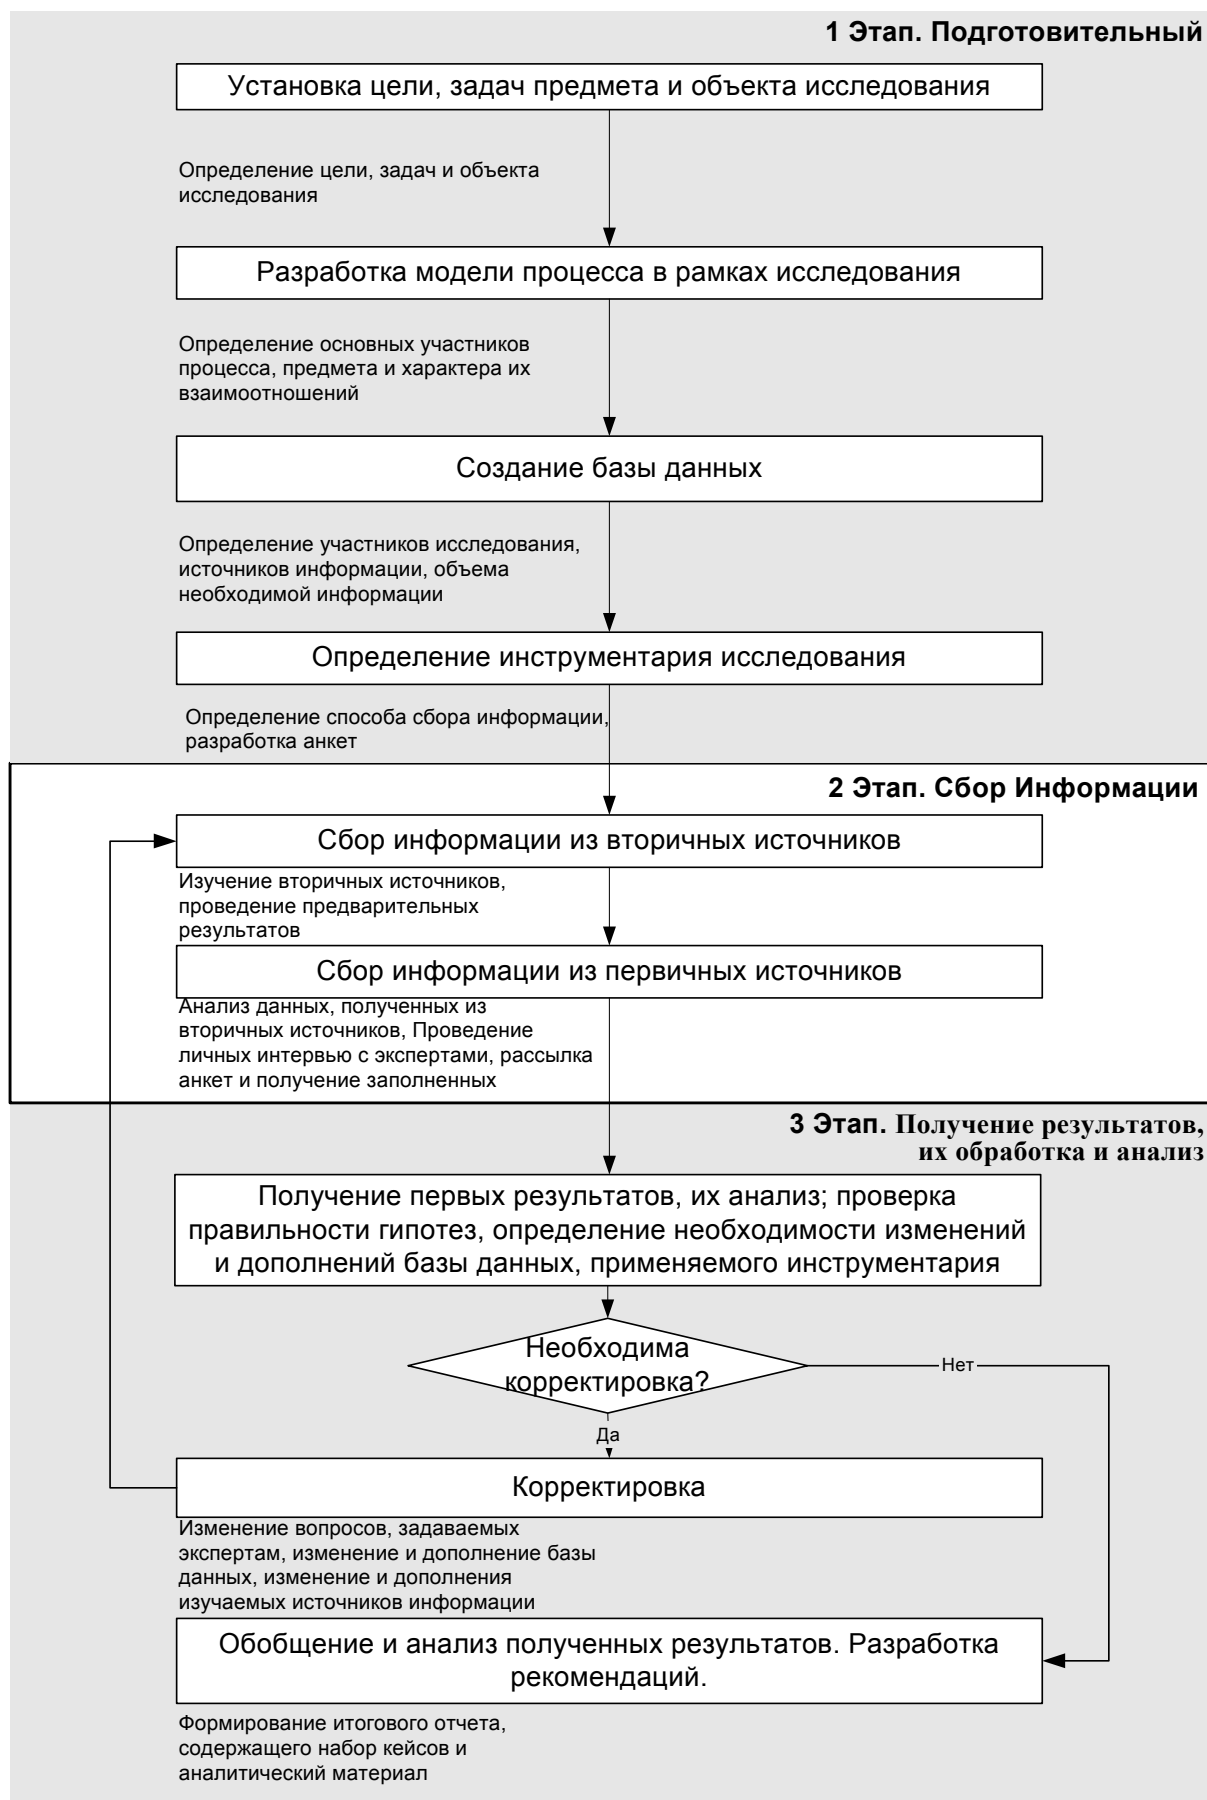 1 Этап. Подготовительный
Установка цели, задач предмета и объекта исследования
Определение цели, задач и объекта
исследования
Разработка модели процесса в рамках исследования
Определение основных участников
процесса, предмета и характера их
взаимоотношений
Создание базы данных
Определение участников исследования,
источников информации, объема
необходимой информации
Определение инструментария исследования
Определение способа сбора информации,
разработка анкет
2 Этап. Сбор Информации
Сбор информации из вторичных источников
Изучение вторичных источников,
проведение предварительных
результатов
Сбор информации из первичных источников
Анализ данных, полученных из
вторичных источников, Проведение
личных интервью с экспертами, рассылка
анкет и получение заполненных
3 Этап. Получение результатов,
их обработка и анализ
Получение первых результатов, их анализ; проверка
правильности гипотез, определение необходимости изменений
и дополнений базы данных, применяемого инструментария
Необходима
корректировка?
Нет
Да
Корректировка
Изменение вопросов, задаваемых
экспертам, изменение и дополнение базы
данных, изменение и дополнения
изучаемых источников информации
Обобщение и анализ полученных результатов. Разработка
рекомендаций.
Формирование итогового отчета,
содержащего набор кейсов и
аналитический материал